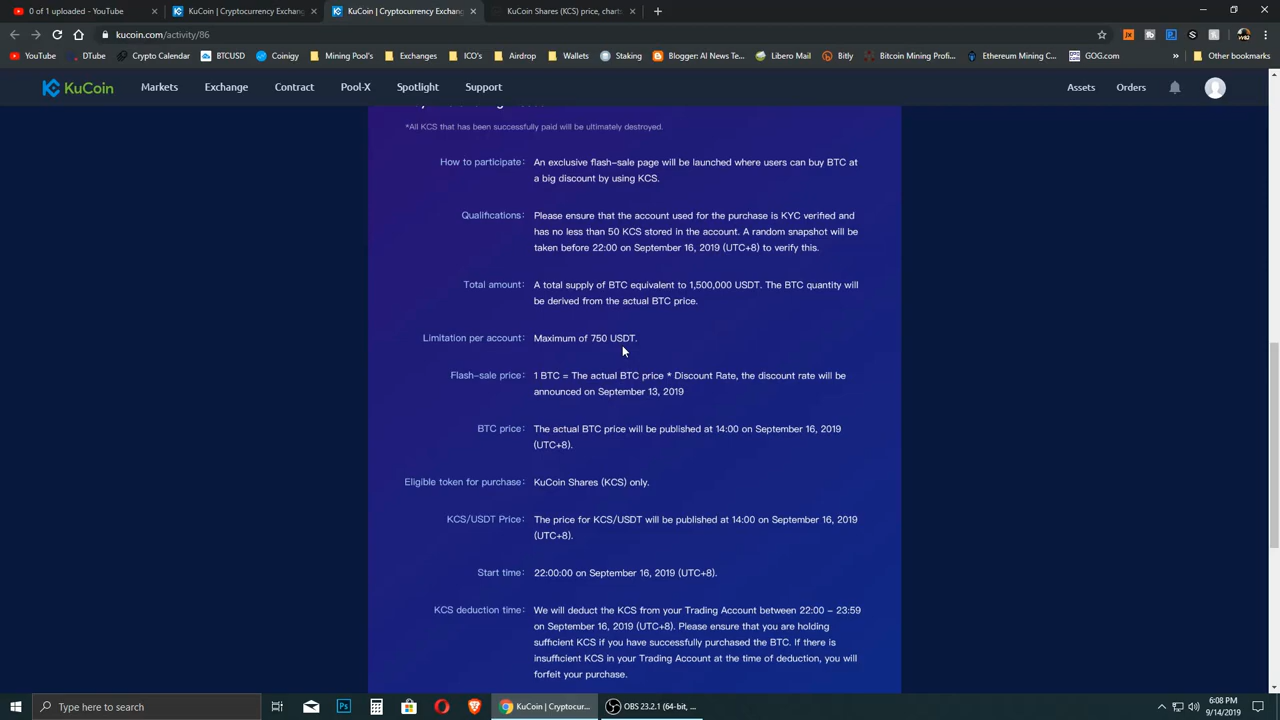 0 of 1 uploaded - YouTube
KuCoin | Cryptocurrency Exchan
KuCoin | Cryptocurrency Exchan
KuCoin Shares (KCS) price, chart
kucoin.com/activity/86
YouTube
DTube
Crypto Calendar
BTCUSD
Coinigy
Mining Pool's
Exchanges
ICO's
Airdrop
Wallets
Staking
Blogger: AI News Te...
Libero Mail
Bitly
Bitcoin Mining Profi...
Ethereum Mining C...
GOG.com
Other bookmarks
KuCoin
Markets
Exchange
Contract
Pool-X
Spotlight
Support
Assets
Orders
*All KCS that has been successfully paid will be ultimately destroyed.
How to participate: An exclusive flash-sale page will be launched where users can buy BTC at
a big discount by using KCS.
Qualifications: Please ensure that the account used for the purchase is KYC verified and
has no less than 50 KCS stored in the account. A random snapshot will be
taken before 22:00 on September 16, 2019 (UTC+8) to verify this.
Total amount: A total supply of BTC equivalent to 1,500,000 USDT. The BTC quantity will
be derived from the actual BTC price.
Limitation per account: Maximum of 750 USDT.
Flash-sale price: 1 BTC = The actual BTC price * Discount Rate, the discount rate will be
announced on September 13, 2019
BTC price: The actual BTC price will be published at 14:00 on September 16, 2019
(UTC+8).
Eligible token for purchase: KuCoin Shares (KCS) only.
KCS/USDT Price: The price for KCS/USDT will be published at 14:00 on September 16, 2019
(UTC+8).
Start time: 22:00:00 on September 16, 2019 (UTC+8).
KCS deduction time: We will deduct the KCS from your Trading Account between 22:00 - 23:59
on September 16, 2019 (UTC+8). Please ensure that you are holding
sufficient KCS if you have successfully purchased the BTC. If there is
insufficient KCS in your Trading Account at the time of deduction, you will
forfeit your purchase.
Type here to search
KuCoin | Cryptocur...
OBS 23.2.1 (64-bit, ...
6:08 PM
9/14/2019